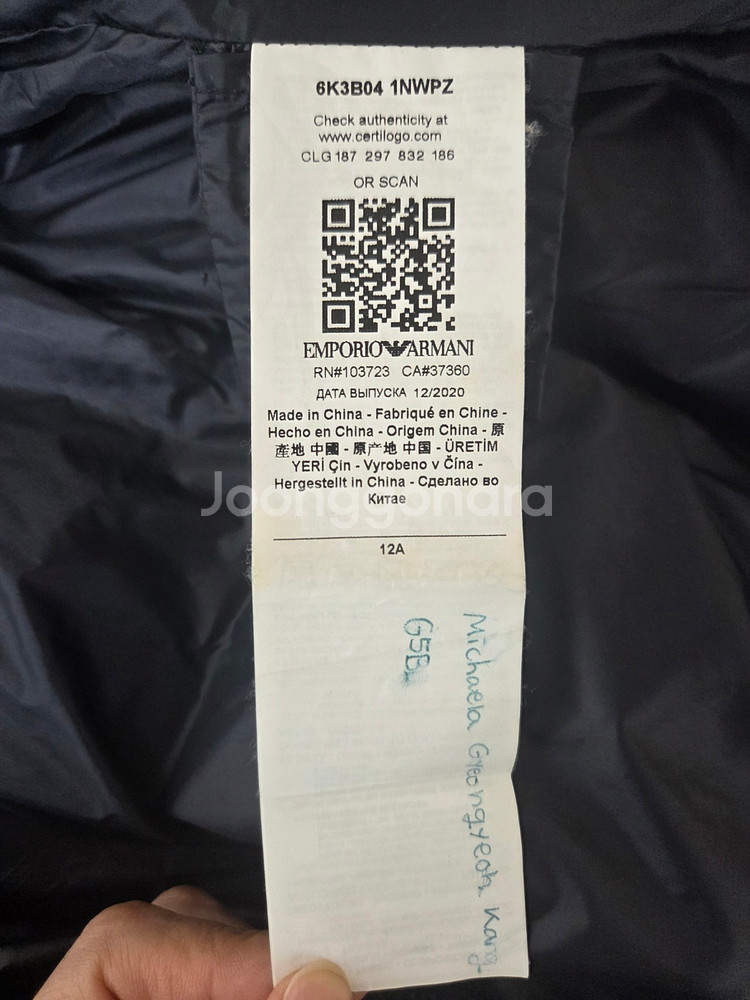 6K3B04 1NWPZ
Check authenticity at
www.certilogo.com
CLG 187 297 832 186
OR SCAN
EMPORIO ARMANI
RN#103723 CA#37360
ДАТА ВЫПУСКА 12/2020
Made in China - Fabriqué en Chine -
Hecho en China - Origem China - 原
產地 中國 - 原产地 中国 - ÜRETİM
YERİ Çin - Vyrobeno v Čína -
Hergestellt in China - Сделано во
Китае
Joonggonara
12A
Michaela Gyeongyeon Kang
G5B